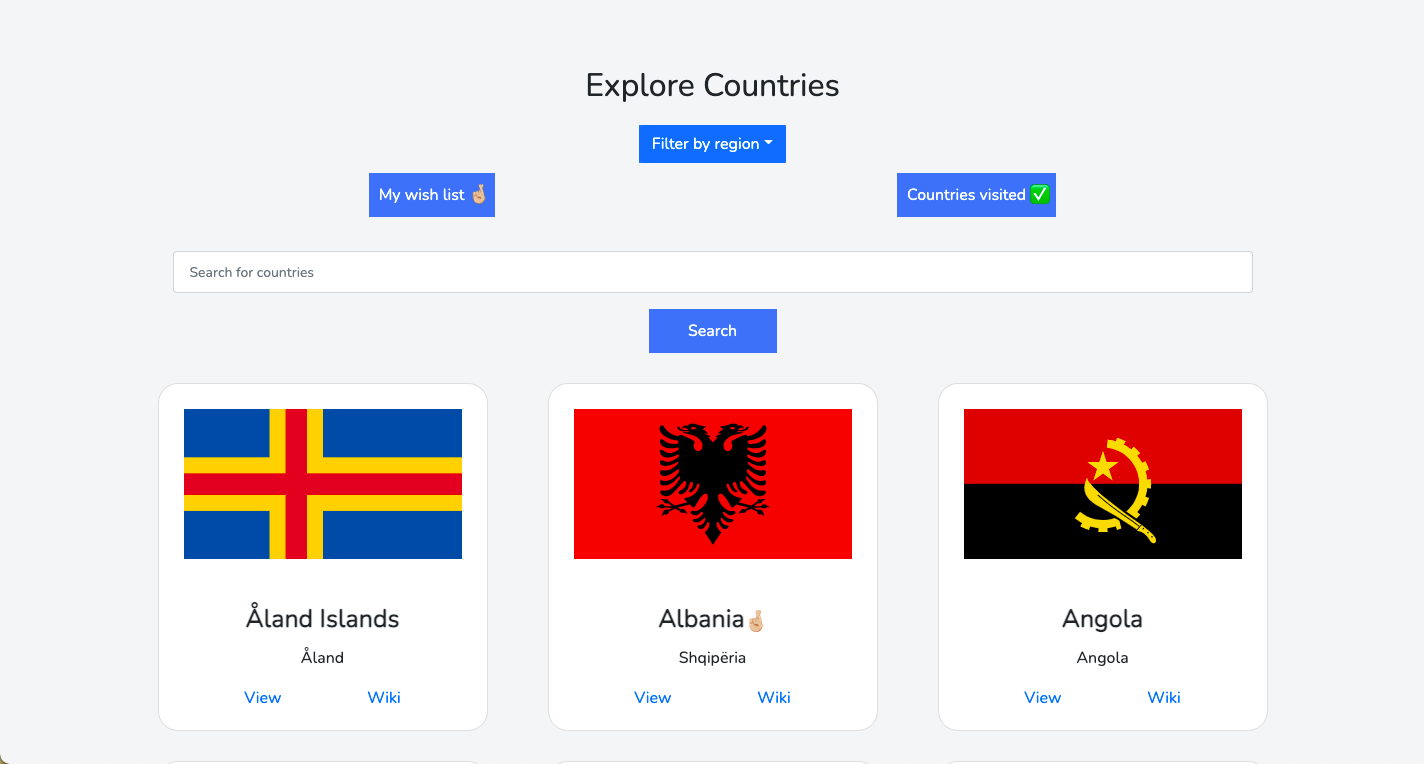 Explore Countries
Filter by region
My wish list 🤞🏼
Countries visited ✅
Search for countries
Search
Åland Islands
Åland
View
Wiki
Albania🤞🏼
Shqipëria
View
Wiki
Angola
Angola
View
Wiki